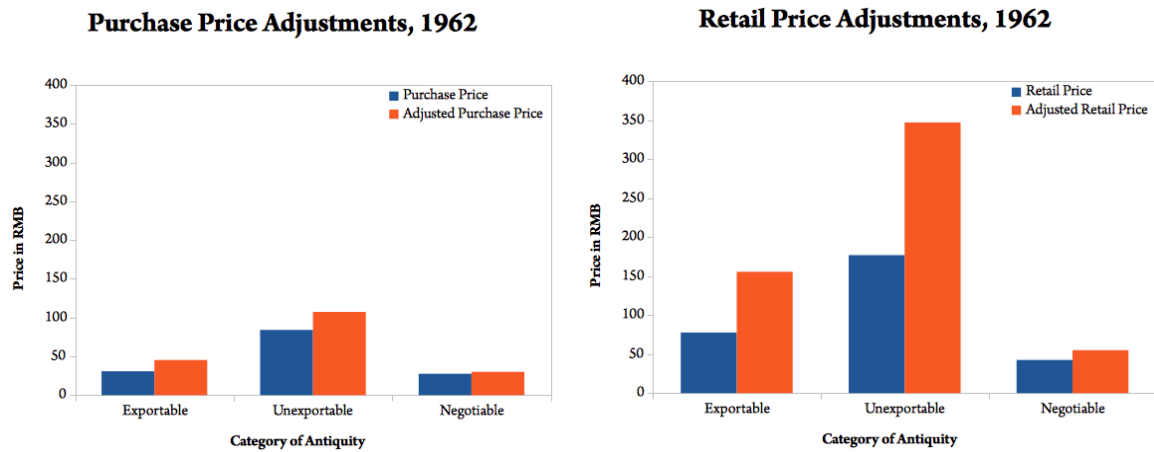 Purchase Price Adjustments, 1962
400
350
300
250
200
150
100
50
0
Price in RMB
Purchase Price
Adjusted Purchase Price
Exportable
Unexportable
Negotiable
Category of Antiquity
Retail Price Adjustments, 1962
400
350
300
250
200
150
100
50
0
Price in RMB
Retail Price
Adjusted Retail Price
Exportable
Unexportable
Negotiable
Category of Antiquity